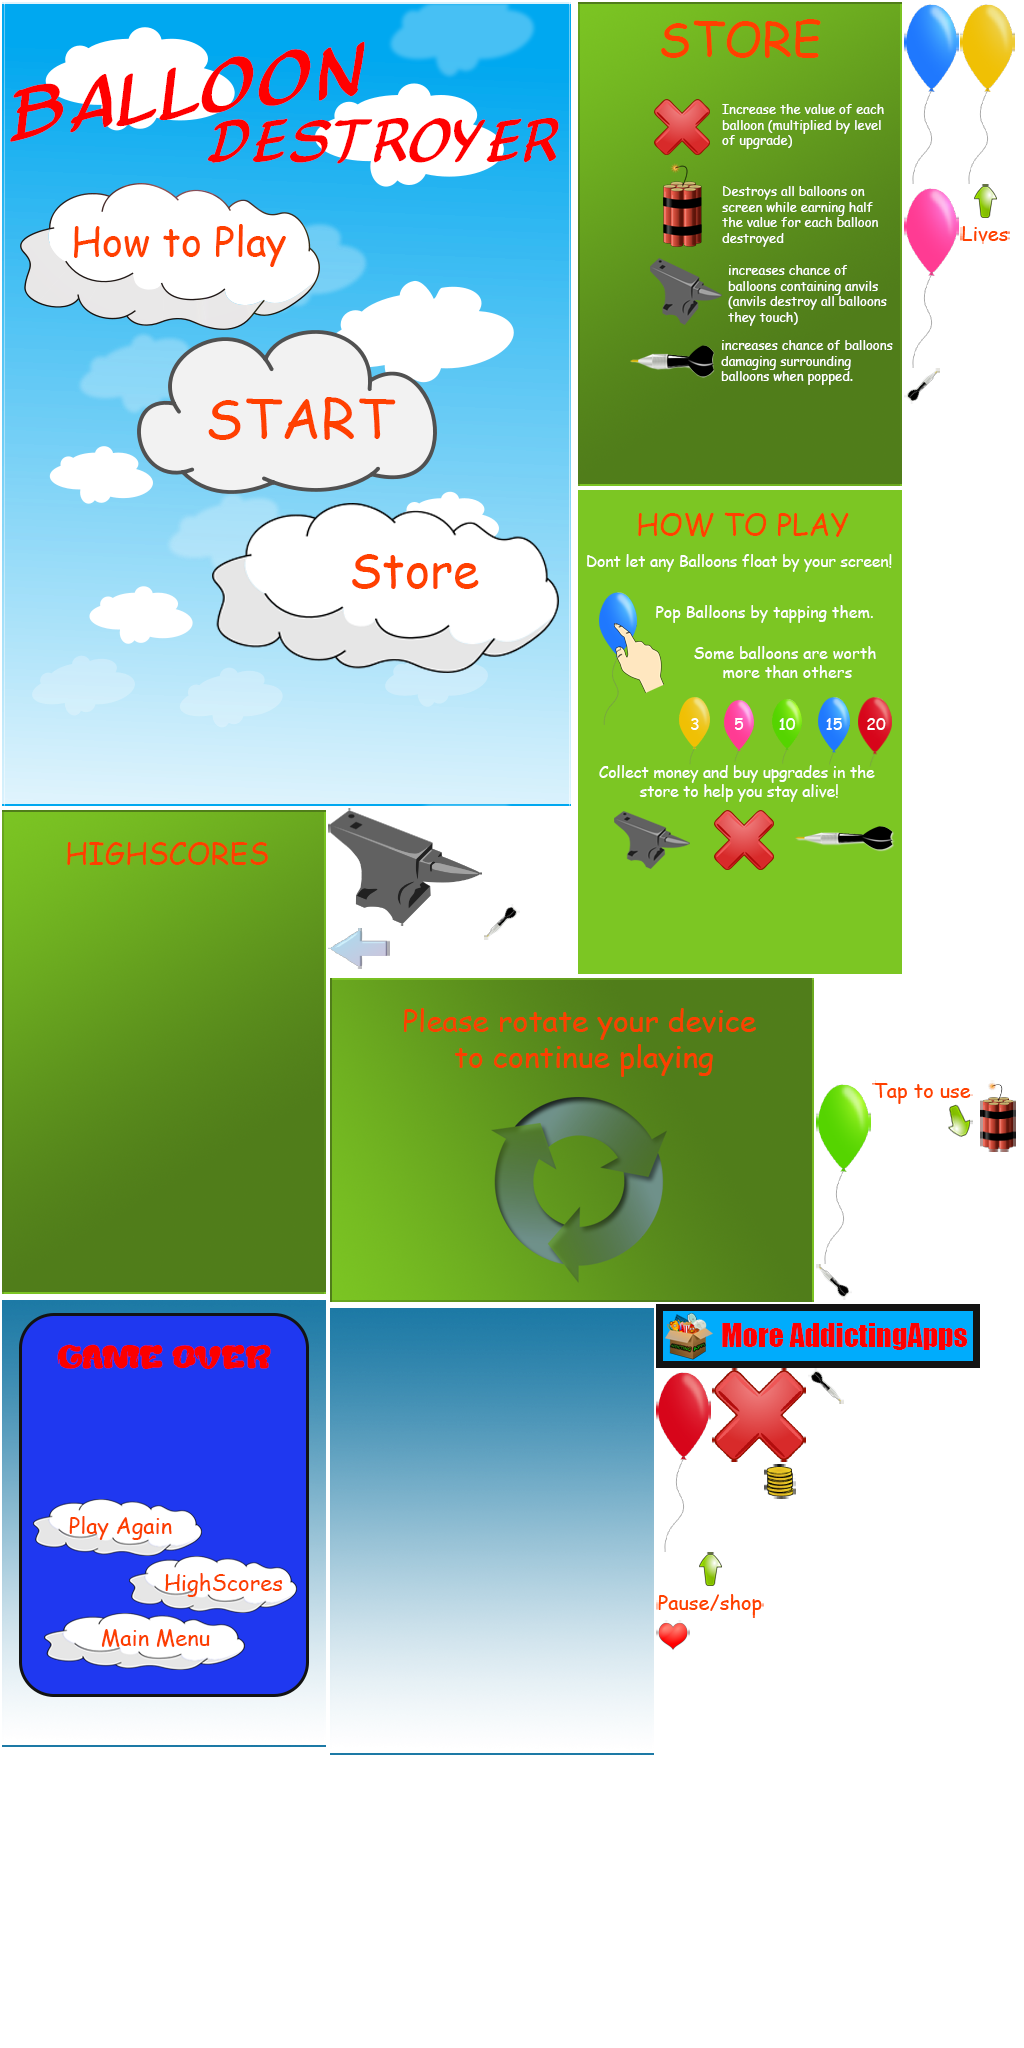 BALLOON
DESTROYER
How to Play
START
Store
STORE
Increase the value of each
balloon (multiplied by level
of upgrade)
Destroys all balloons on
screen while earning half
the value for each balloon
destroyed
increases chance of
balloons containing anvils
(anvils destroy all balloons
they touch)
increases chance of balloons
damaging surrounding
balloons when popped.
Lives
HOW TO PLAY
Dont let any Balloons float by your screen!
Pop Balloons by tapping them.
Some balloons are worth
more than others
3 5 10 15 20
Collect money and buy upgrades in the
store to help you stay alive!
HIGHSCORES
Please rotate your device
to continue playing
Tap to use
GAME OVER
Play Again
HighScores
Main Menu
More AddictingApps
Pause/shop